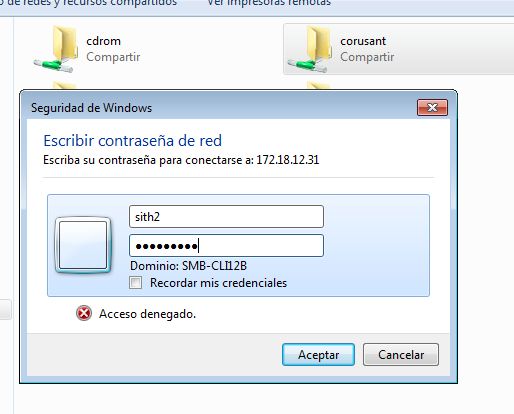 de redes y recursos compartidos Ver impresoras remotas
cdrom
Compartir
corusant
Compartir
Seguridad de Windows
Escribir contraseña de red
Escriba su contraseña para conectarse a: 172.18.12.31
sith2
●●●●●●●●●
Dominio: SMB-CLI12B
Recordar mis credenciales
Acceso denegado.
Aceptar
Cancelar